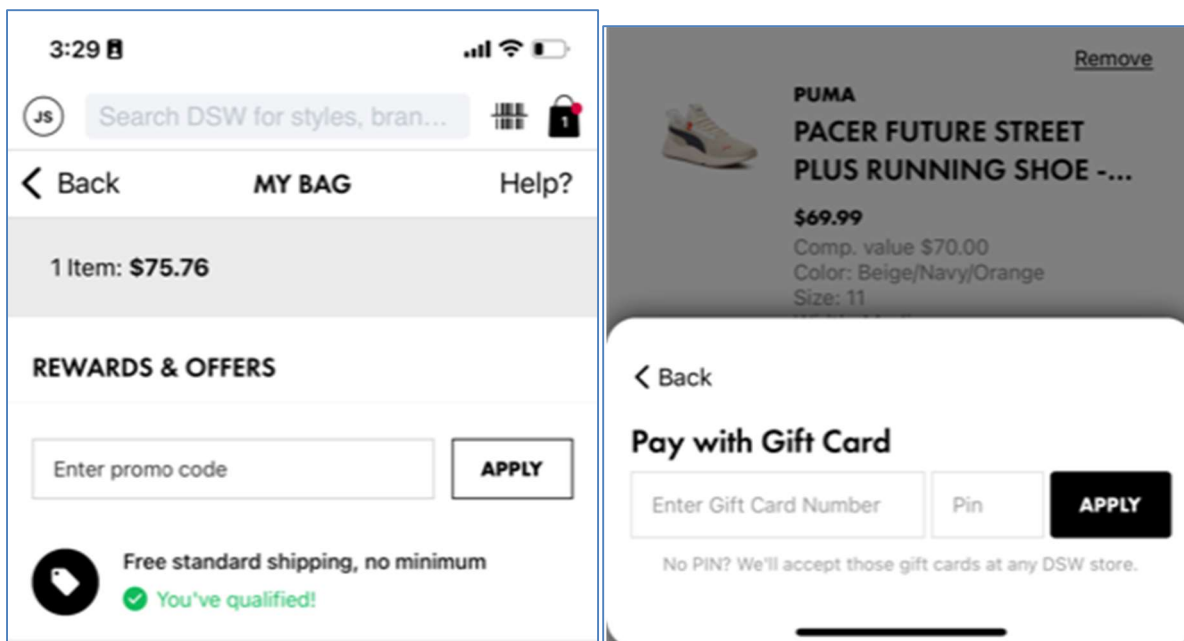 3:29
JS
Search DSW for styles, bran...
1
Back
MY BAG
Help?
1 Item: $75.76
REWARDS & OFFERS
Enter promo code
APPLY
Free standard shipping, no minimum
You've qualified!
Remove
PUMA
PACER FUTURE STREET
PLUS RUNNING SHOE -...
$69.99
Comp. value $70.00
Color: Beige/Navy/Orange
Size: 11
Back
Pay with Gift Card
Enter Gift Card Number
Pin
APPLY
No PIN? We'll accept those gift cards at any DSW store.